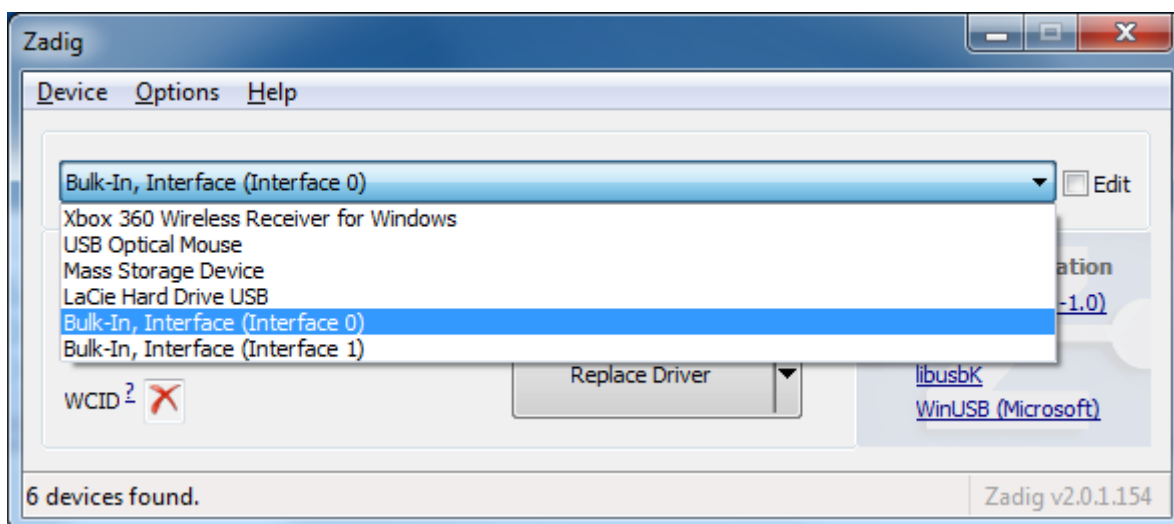 Zadig
Device Options Help
Bulk-In, Interface (Interface 0)
Edit
Xbox 360 Wireless Receiver for Windows
USB Optical Mouse
Mass Storage Device
LaCie Hard Drive USB
Bulk-In, Interface (Interface 0)
Bulk-In, Interface (Interface 1)
ation
-1.0)
WCID ?
Replace Driver
libusbK
WinUSB (Microsoft)
6 devices found.
Zadig v2.0.1.154